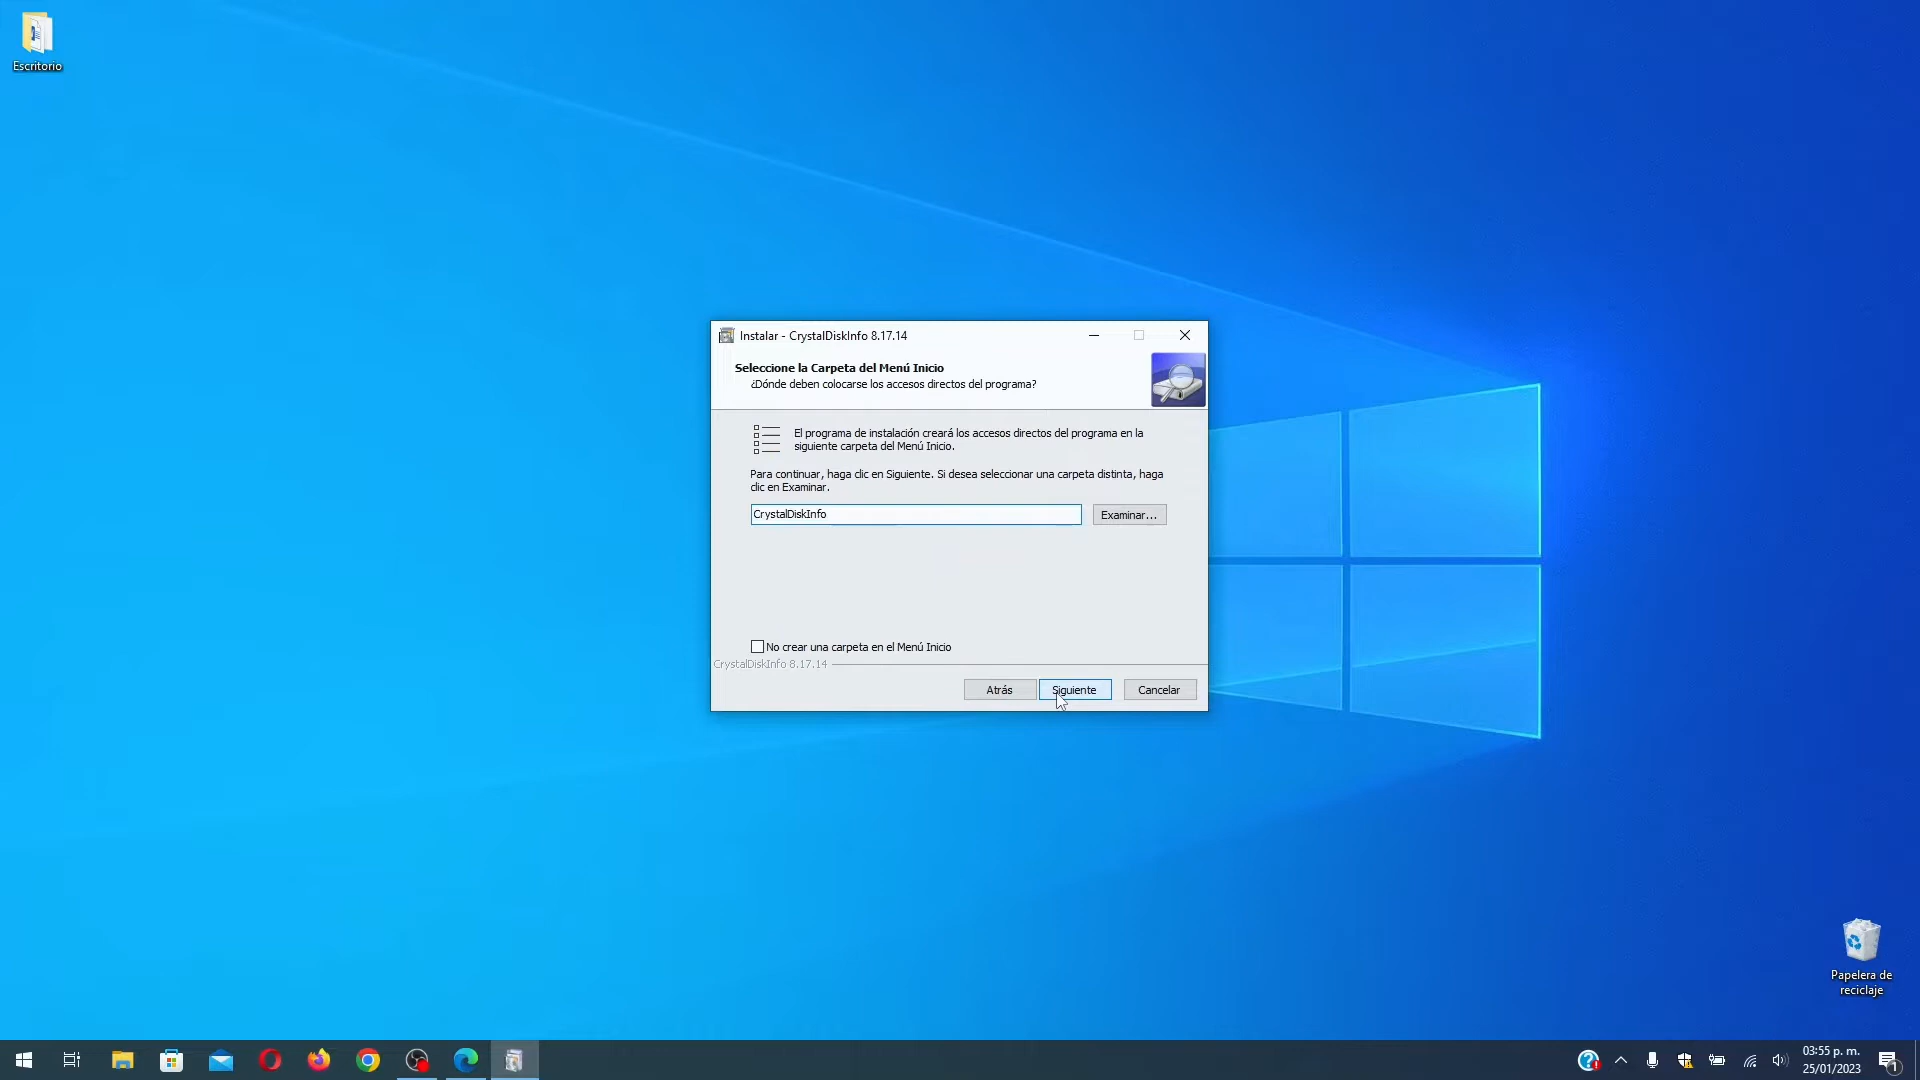 Escritorio
Instalar - CrystalDiskInfo 8.17.14
Seleccione la Carpeta del Menú Inicio
¿Dónde deben colocarse los accesos directos del programa?
El programa de instalación creará los accesos directos del programa en la
siguiente carpeta del Menú Inicio.
Para continuar, haga clic en Siguiente. Si desea seleccionar una carpeta distinta, haga
clic en Examinar.
CrystalDiskInfo
Examinar...
No crear una carpeta en el Menú Inicio
CrystalDiskInfo 8.17.14
Atrás
Siguiente
Cancelar
Papelera de
reciclaje
03:55 p. m.
25/01/2023
1